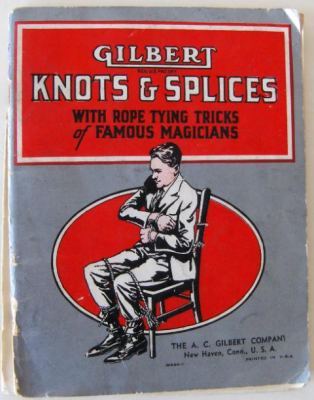 GILBERT
KNOTS & SPLICES
WITH ROPE TYING TRICKS
of FAMOUS MAGICIANS
THE A. C. GILBERT COMPANY
New Haven, Conn., U. S. A.
PRINTED IN U.S.A.